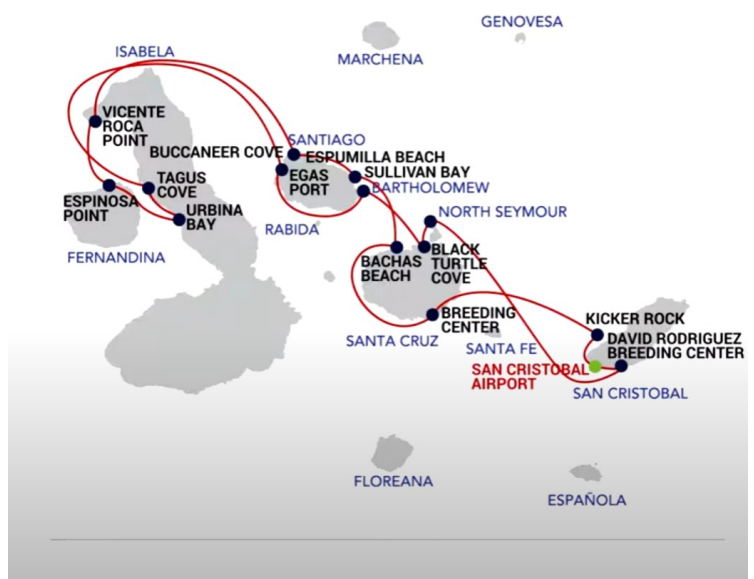 GENOVESA
ISABELA
MARCHENA
VICENTE
ROCA
POINT
SANTIAGO
BUCCANEER COVE
ESPUMILLA BEACH
SULLIVAN BAY
EGAS
PORT
BARTHOLOMEW
TAGUS
COVE
ESPINOSA
POINT
URBINA
BAY
NORTH SEYMOUR
RABIDA
FERNANDINA
BACHAS
BEACH
BLACK
TURTLE
COVE
BREEDING
CENTER
KICKER ROCK
SANTA CRUZ
SANTA FE
DAVID RODRIGUEZ
BREEDING CENTER
SAN CRISTOBAL
AIRPORT
SAN CRISTOBAL
FLOREANA
ESPAÑOLA